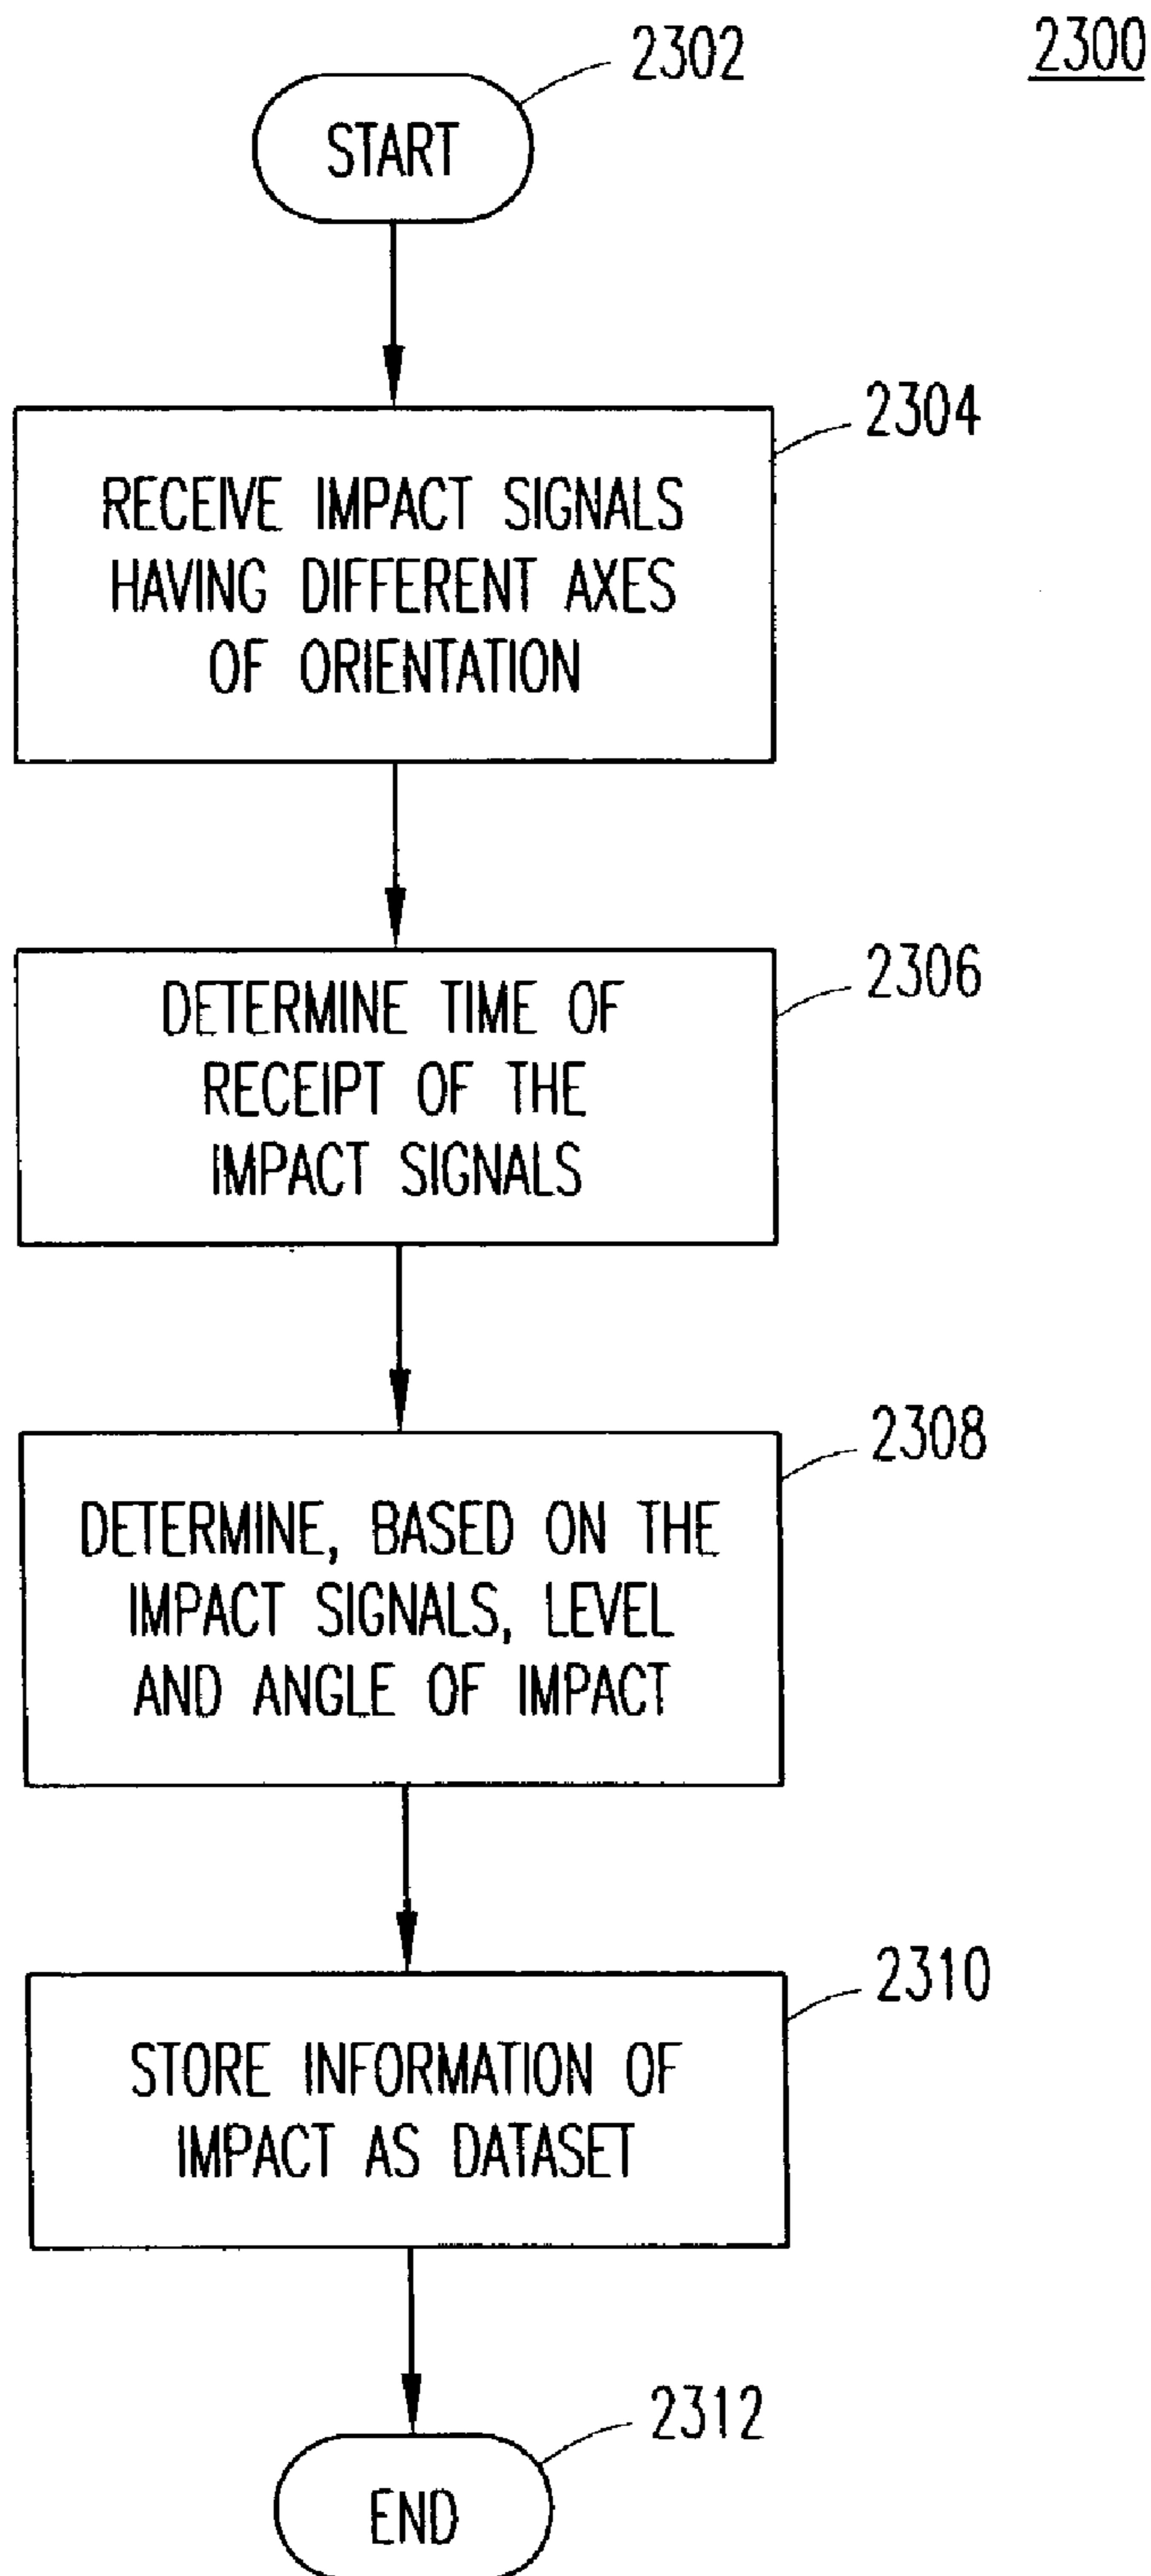 2300
2302
START
2304
RECEIVE IMPACT SIGNALS
HAVING DIFFERENT AXES
OF ORIENTATION
2306
DETERMINE TIME OF
RECEIPT OF THE
IMPACT SIGNALS
2308
DETERMINE, BASED ON THE
IMPACT SIGNALS, LEVEL
AND ANGLE OF IMPACT
2310
STORE INFORMATION OF
IMPACT AS DATASET
2312
END